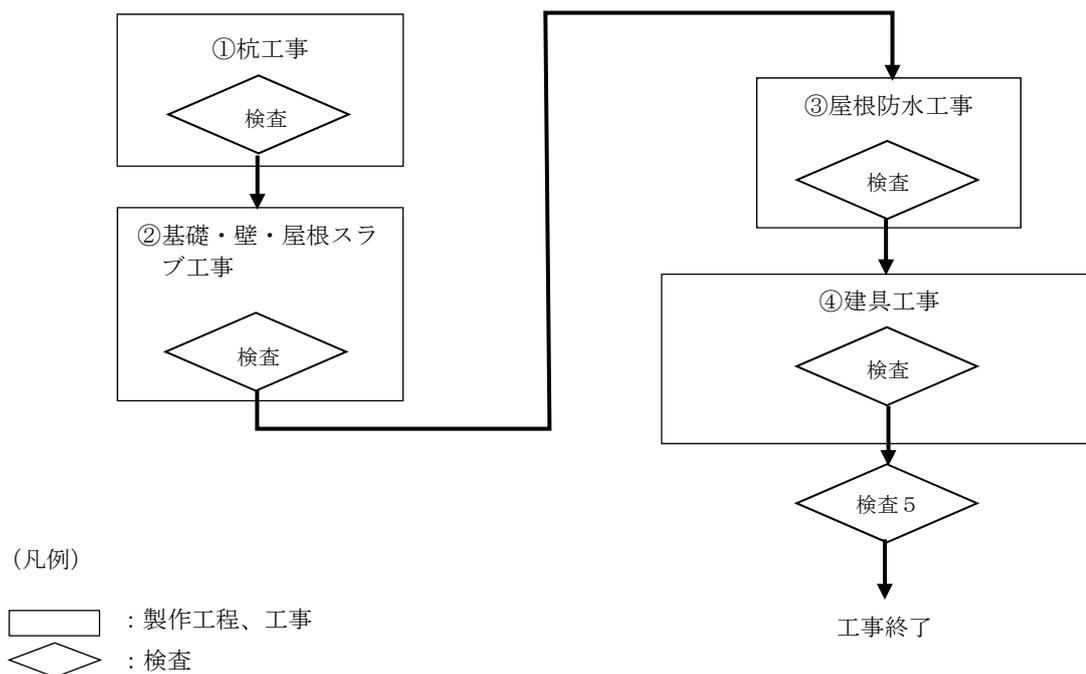 ①杭工事
検査
②基礎・壁・屋根スラ
ブ工事
検査
③屋根防水工事
検査
④建具工事
検査
検査5
工事終了
(凡例)
:製作工程、工事
:検査